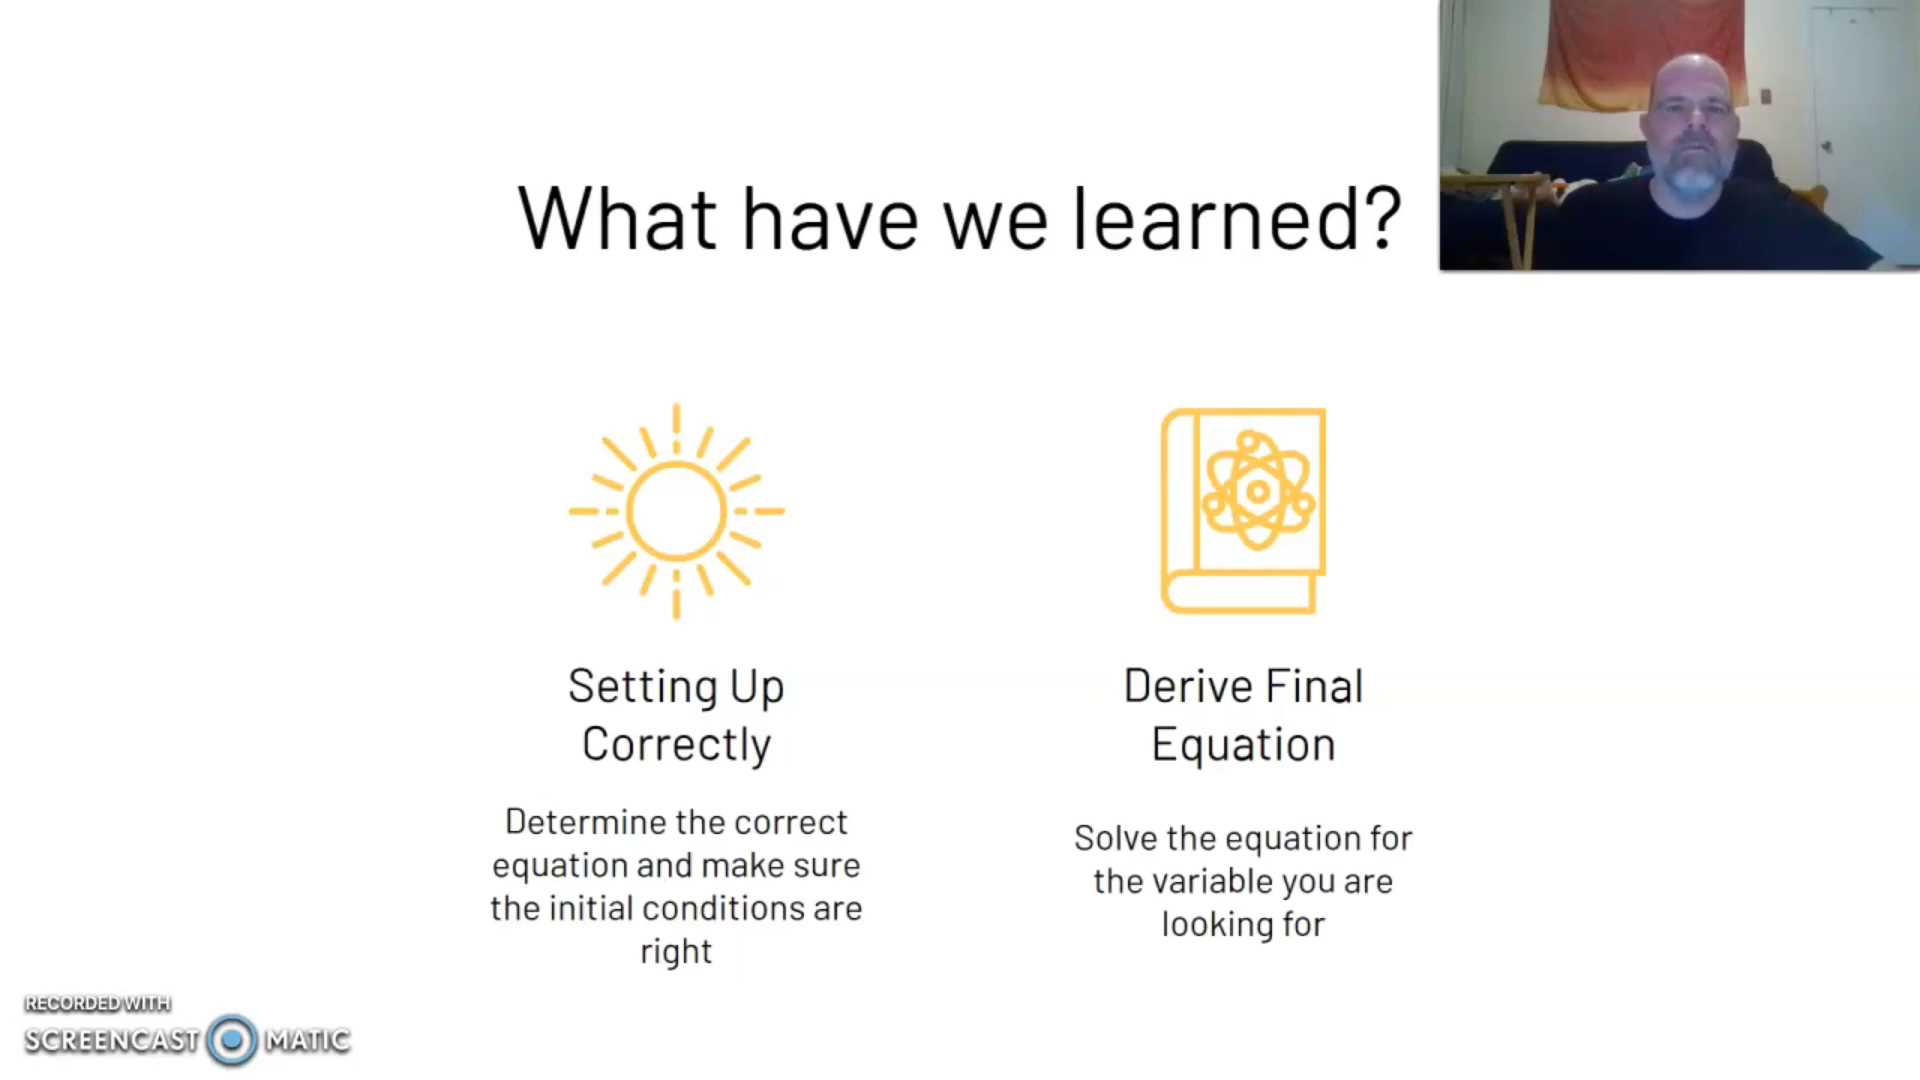 What have we learned?
Setting Up
Correctly
Determine the correct
equation and make sure
the initial conditions are
right
Derive Final
Equation
Solve the equation for
the variable you are
looking for
RECORDED WITH
SCREENCAST MATIC